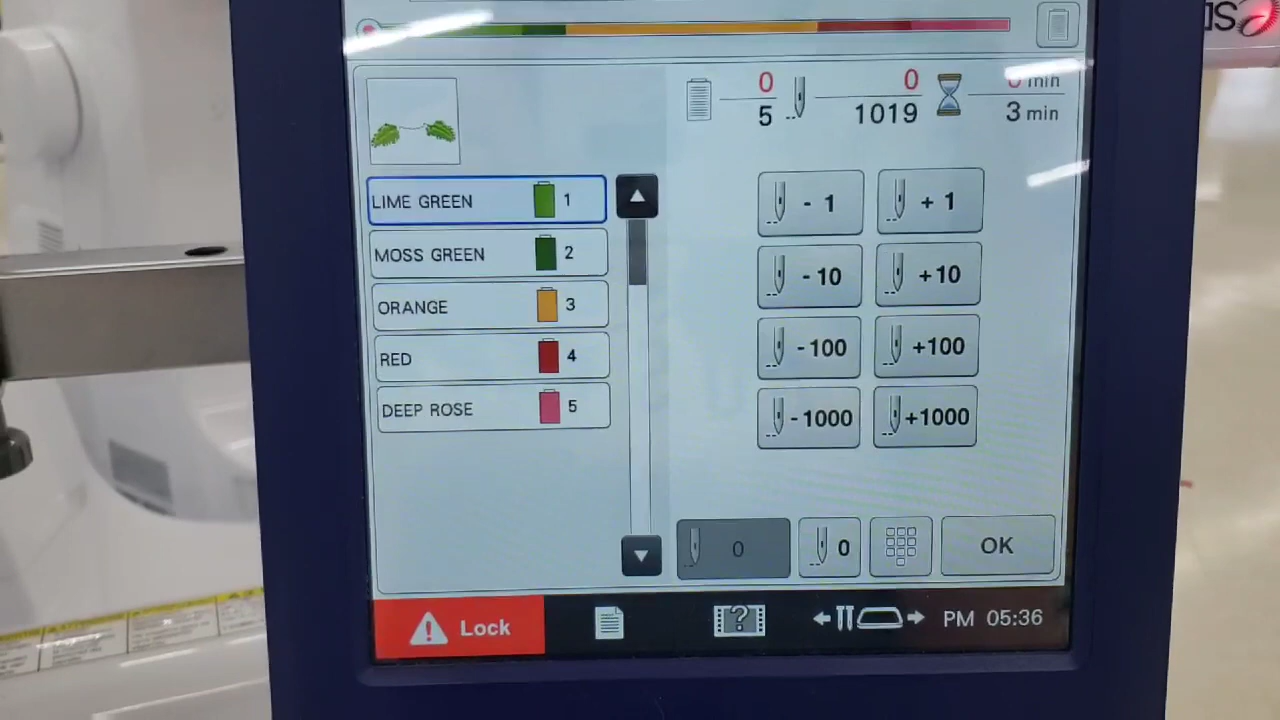 0 0 0 min
5 1019 3 min
LIME GREEN 1
- 1 + 1
MOSS GREEN 2
- 10 +10
ORANGE 3
RED 4
- 100 +100
DEEP ROSE 5
- 1000 +1000
0 0 OK
Lock ? PM 05:36